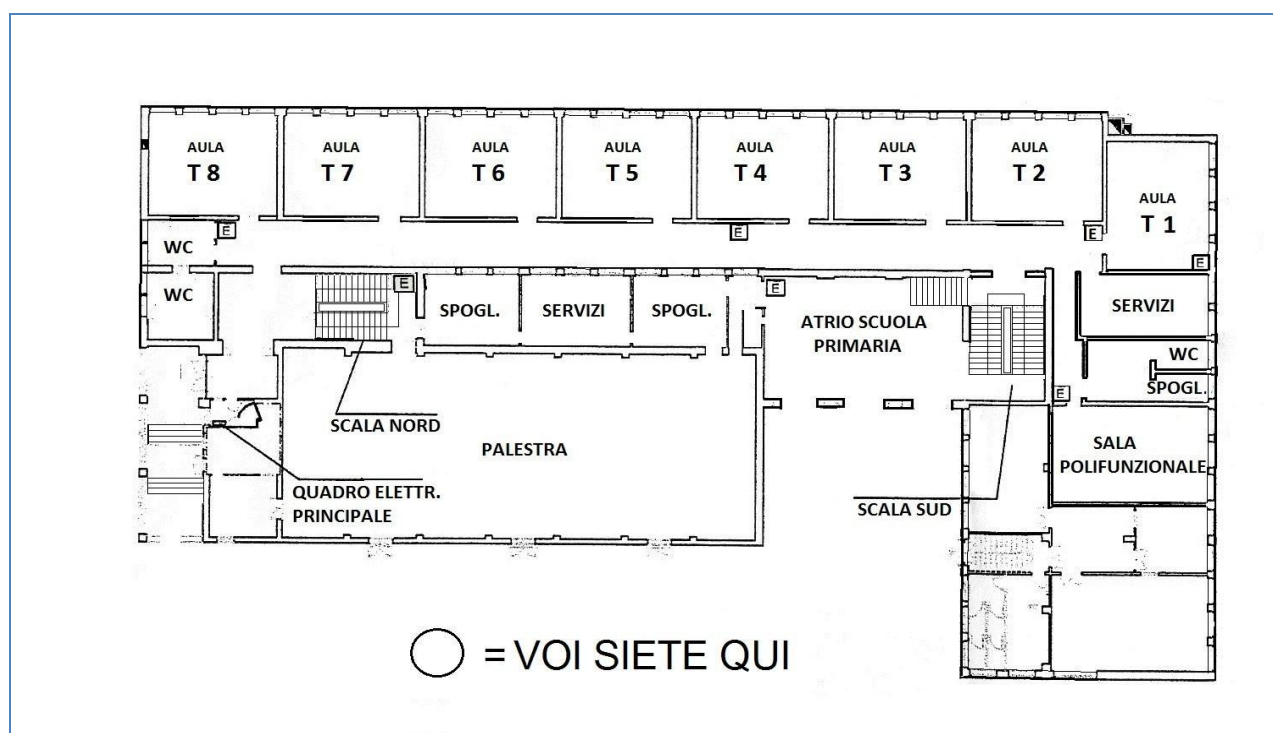 AULA
T 8
AULA
T 7
AULA
T 6
AULA
T 5
AULA
T 4
AULA
T 3
AULA
T 2
AULA
T 1
E
E
E
E
WC
WC
E
SPOGL.
SERVIZI
SPOGL.
E
ATRIO SCUOLA
PRIMARIA
SERVIZI
WC
SPOGL.
E
SCALA NORD
PALESTRA
SALA
POLIFUNZIONALE
QUADRO ELETTR.
PRINCIPALE
SCALA SUD
= VOI SIETE QUI